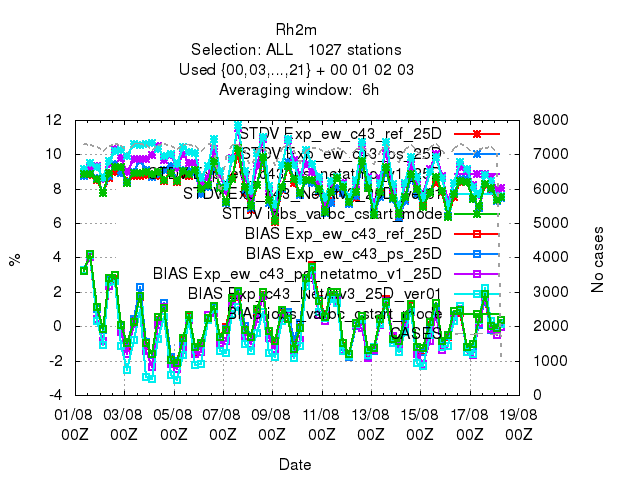 Rh2m
Selection: ALL   1027 stations
Used {00,03,...,21} + 00 01 02 03
Averaging window:  6h
12
10
8
6
4
2
0
-2
-4
%
8000
7000
6000
5000
4000
3000
2000
1000
0
No cases
STDV Exp_ew_c43_ref_25D
STDV Exp_ew_c43_ps_25D
BIAS Exp_ew_c43_ref_25D
BIAS Exp_ew_c43_ps_25D
BIAS Exp_ew_c43_ps_netatmo_v1_25D
CASES
01/08 03/08 05/08 07/08 09/08 11/08 13/08 15/08 17/08 19/08
00Z 00Z 00Z 00Z 00Z 00Z 00Z 00Z 00Z 00Z
Date